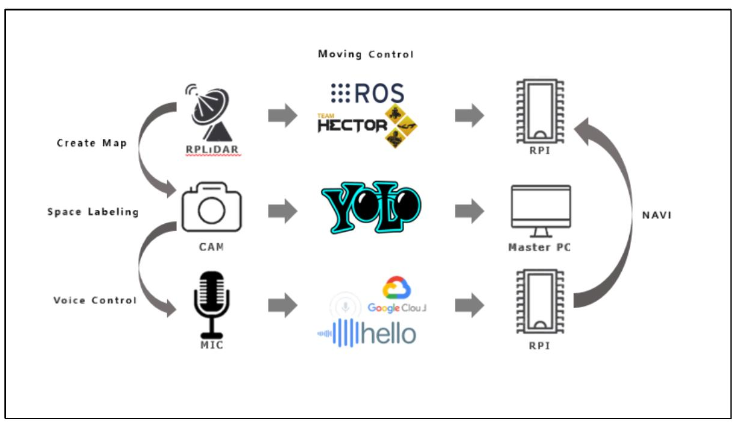 Moving Control
ROS
TEAM
HECTOR
RPLiDAR
RPI
Create Map
Space Labeling
YOLO
NAVI
CAM
Master PC
Voice Control
Google Cloud
hello
MIC
RPI